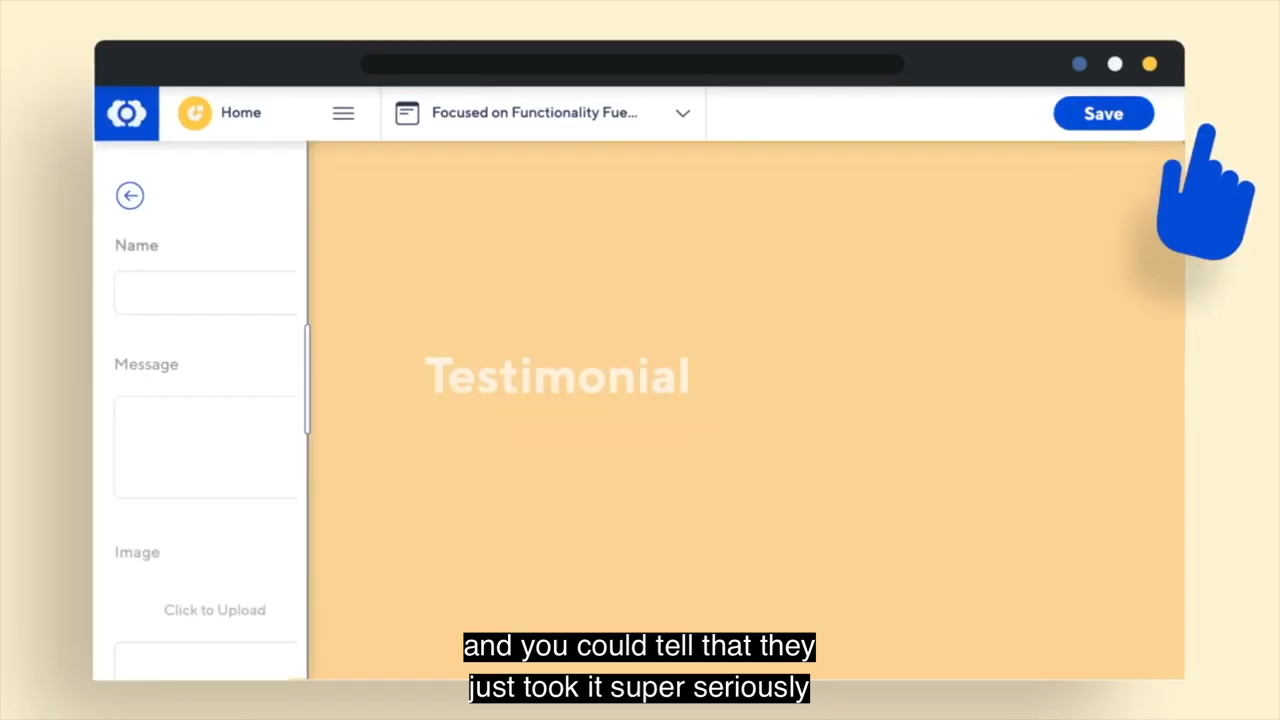 Home
Focused on Functionality Fue...
Save
Name
Message
Testimonial
Image
Click to Upload
and you could tell that they
just took it super seriously